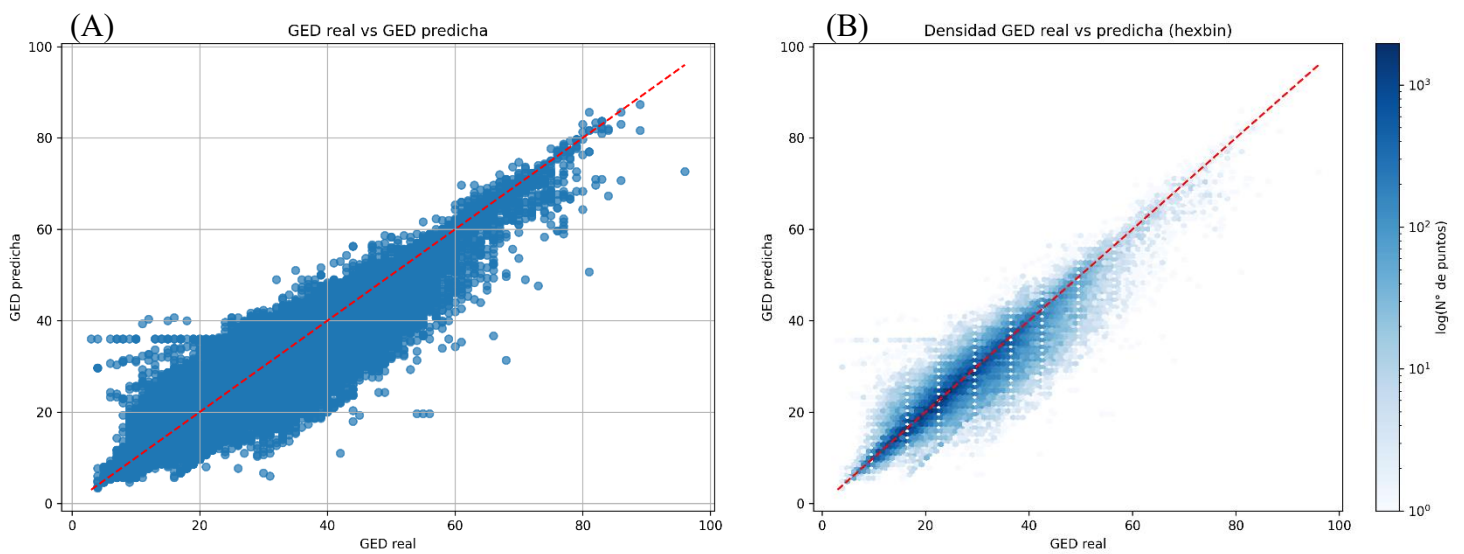 (A)
GED real vs GED predicha
100
80
60
40
20
0
GED predicha
0 20 40 60 80 100
GED real
(B)
Densidad GED real vs predicha (hexbin)
100
80
60
40
20
0
GED predicha
0 20 40 60 80 100
GED real
10³
10²
10¹
10⁰
log(N° de puntos)